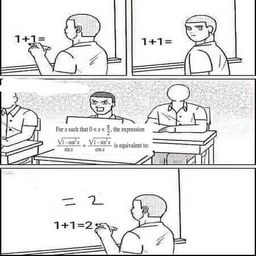 1+1=
1+1=
For x such that 0 < x < π/2, the expression
√(1 − cos²x)/sin x + √(1 − sin²x)/cos x is equivalent to:
= 2
1+1=2